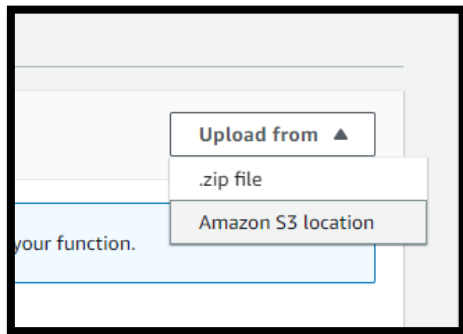 Upload from ▲
.zip file
Amazon S3 location
your function.